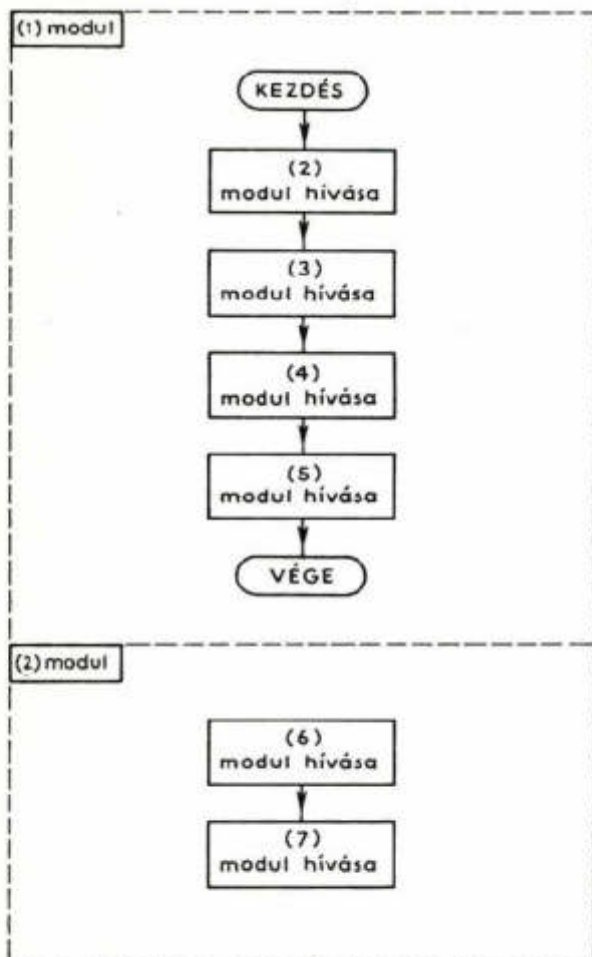 (1) modul
KEZDÉS
(2)
modul hívása
(3)
modul hívása
(4)
modul hívása
(5)
modul hívása
VÉGE
(2) modul
(6)
modul hívása
(7)
modul hívása